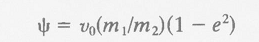 ψ = v₀(m₁/m₂)(1 − e²)